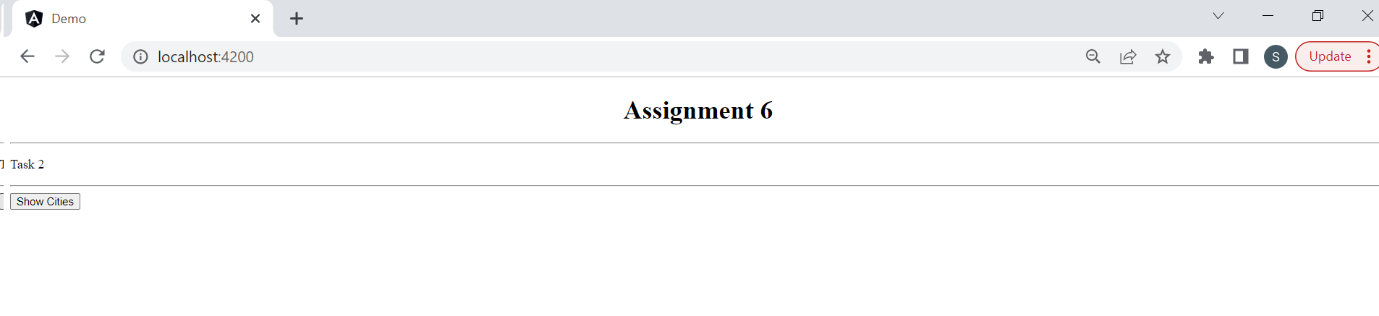 Demo
localhost:4200
S
Update
Assignment 6
Task 2
Show Cities